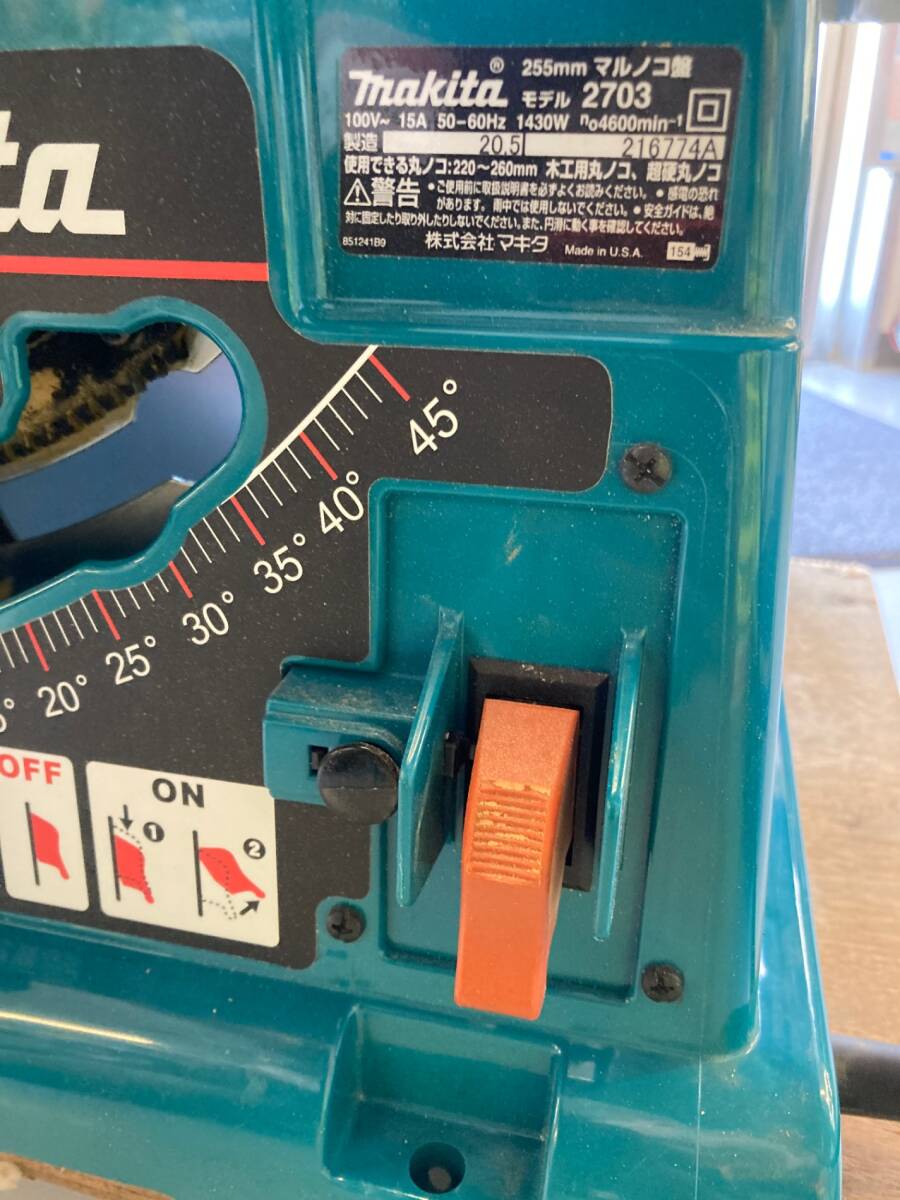 makita® 255mm マルノコ盤
モデル 2703
100V~ 15A 50-60Hz 1430W n₀4600min⁻¹
製造 20.5 216774A
使用できる丸ノコ:220~260mm 木工用丸ノコ、超硬丸ノコ
警告 •ご使用前に取扱説明書を必ずよくお読みください。 •感電の恐れ
があります。雨中では使用しないでください。•安全ガイドは、絶
対に固定したり取り外したりしないでください。また、円滑に動く事を確認してください。
851241B9 株式会社マキタ Made in U.S.A. 154
ta
45°
40°
35°
30°
25°
20°
OFF
ON
1
2